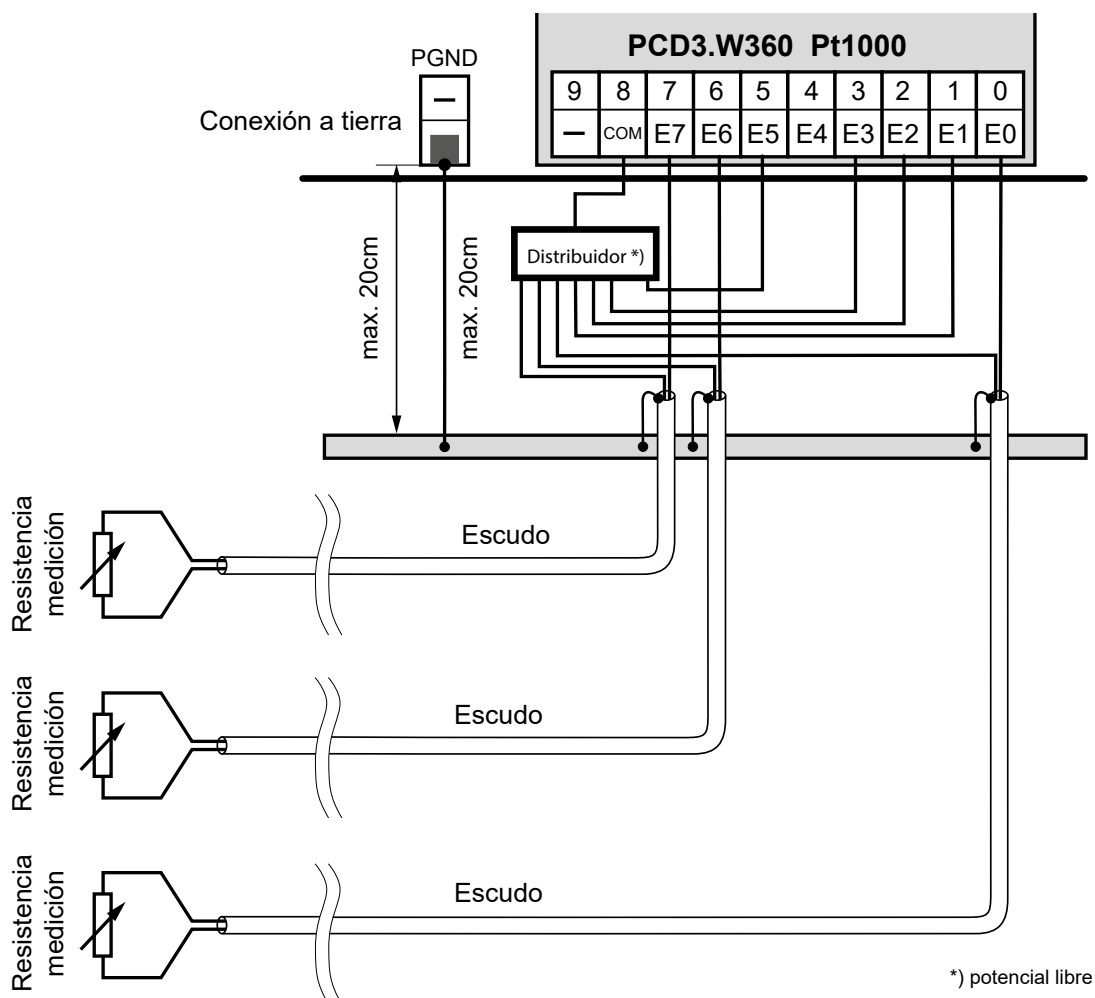 PCD3.W360 Pt1000
PGND
9 8 7 6 5 4 3 2 1 0
–
Conexión a tierra
– COM E7 E6 E5 E4 E3 E2 E1 E0
Distribuidor *)
max. 20cm
max. 20cm
Resistencia
medición
Escudo
Resistencia
medición
Escudo
Resistencia
medición
Escudo
*) potencial libre